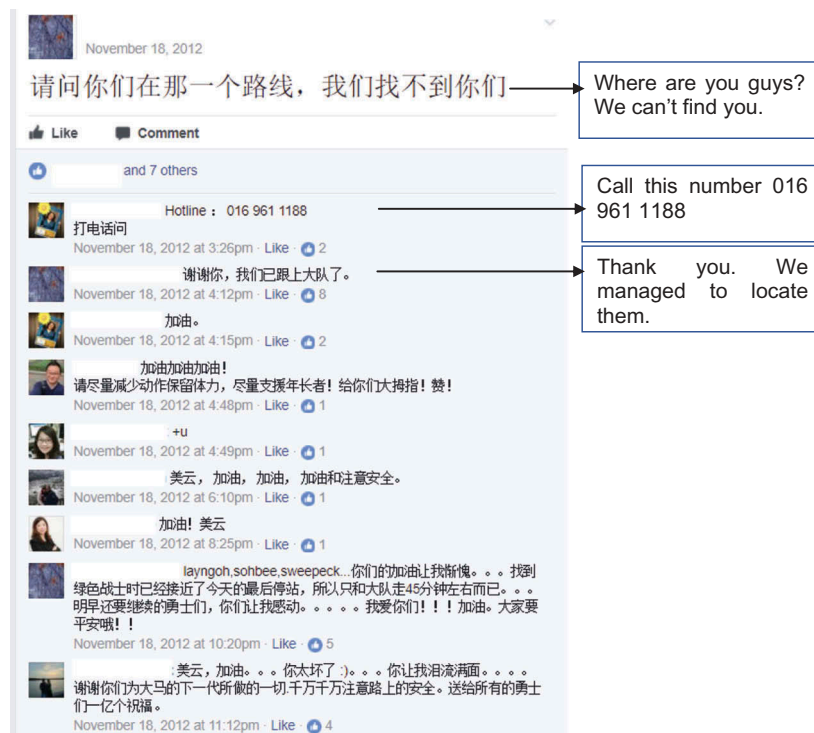 November 18, 2012
请问你们在那一个路线，我们找不到你们
Where are you guys?
We can't find you.
Like Comment
and 7 others
Hotline： 016 961 1188
打电话问
November 18, 2012 at 3:26pm · Like · 2
Call this number 016
961 1188
谢谢你，我们已跟上大队了。
November 18, 2012 at 4:12pm · Like · 8
Thank you. We
managed to locate
them.
加油。
November 18, 2012 at 4:15pm · Like · 2
加油加油加油！
请尽量减少动作保留体力，尽量支援年长者！给你们大拇指！赞！
November 18, 2012 at 4:48pm · Like · 1
: +u
November 18, 2012 at 4:49pm · Like · 1
美云，加油，加油，加油和注意安全。
November 18, 2012 at 6:10pm · Like · 1
加油！美云
November 18, 2012 at 8:25pm · Like · 1
layngoh,sohbee,sweepeck...你们的加油让我惭愧。。。找到
绿色战士时已经接近了今天的最后停站，所以只和大队走45分钟左右而已。。。
明早还要继续的勇士们，你们让我感动。。。。。我爱你们！！！加油。大家要
平安哦！！
November 18, 2012 at 10:20pm · Like · 5
: 美云，加油。。。你太坏了 :)。。。你让我泪流满面。。。。
谢谢你们为大马的下一代所做的一切.千万千万注意路上的安全。送给所有的勇士
们一亿个祝福。
November 18, 2012 at 11:12pm · Like · 4